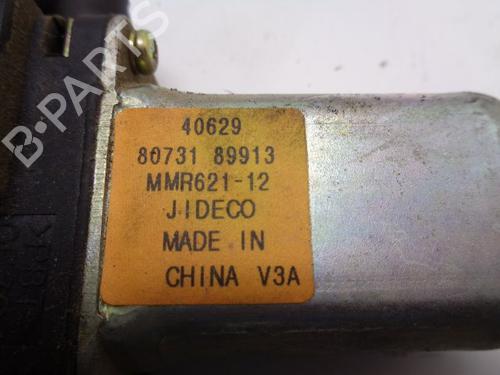 B-PARTS
40629
80731 89913
MMR621-12
JIDECO
MADE IN
CHINA V3A